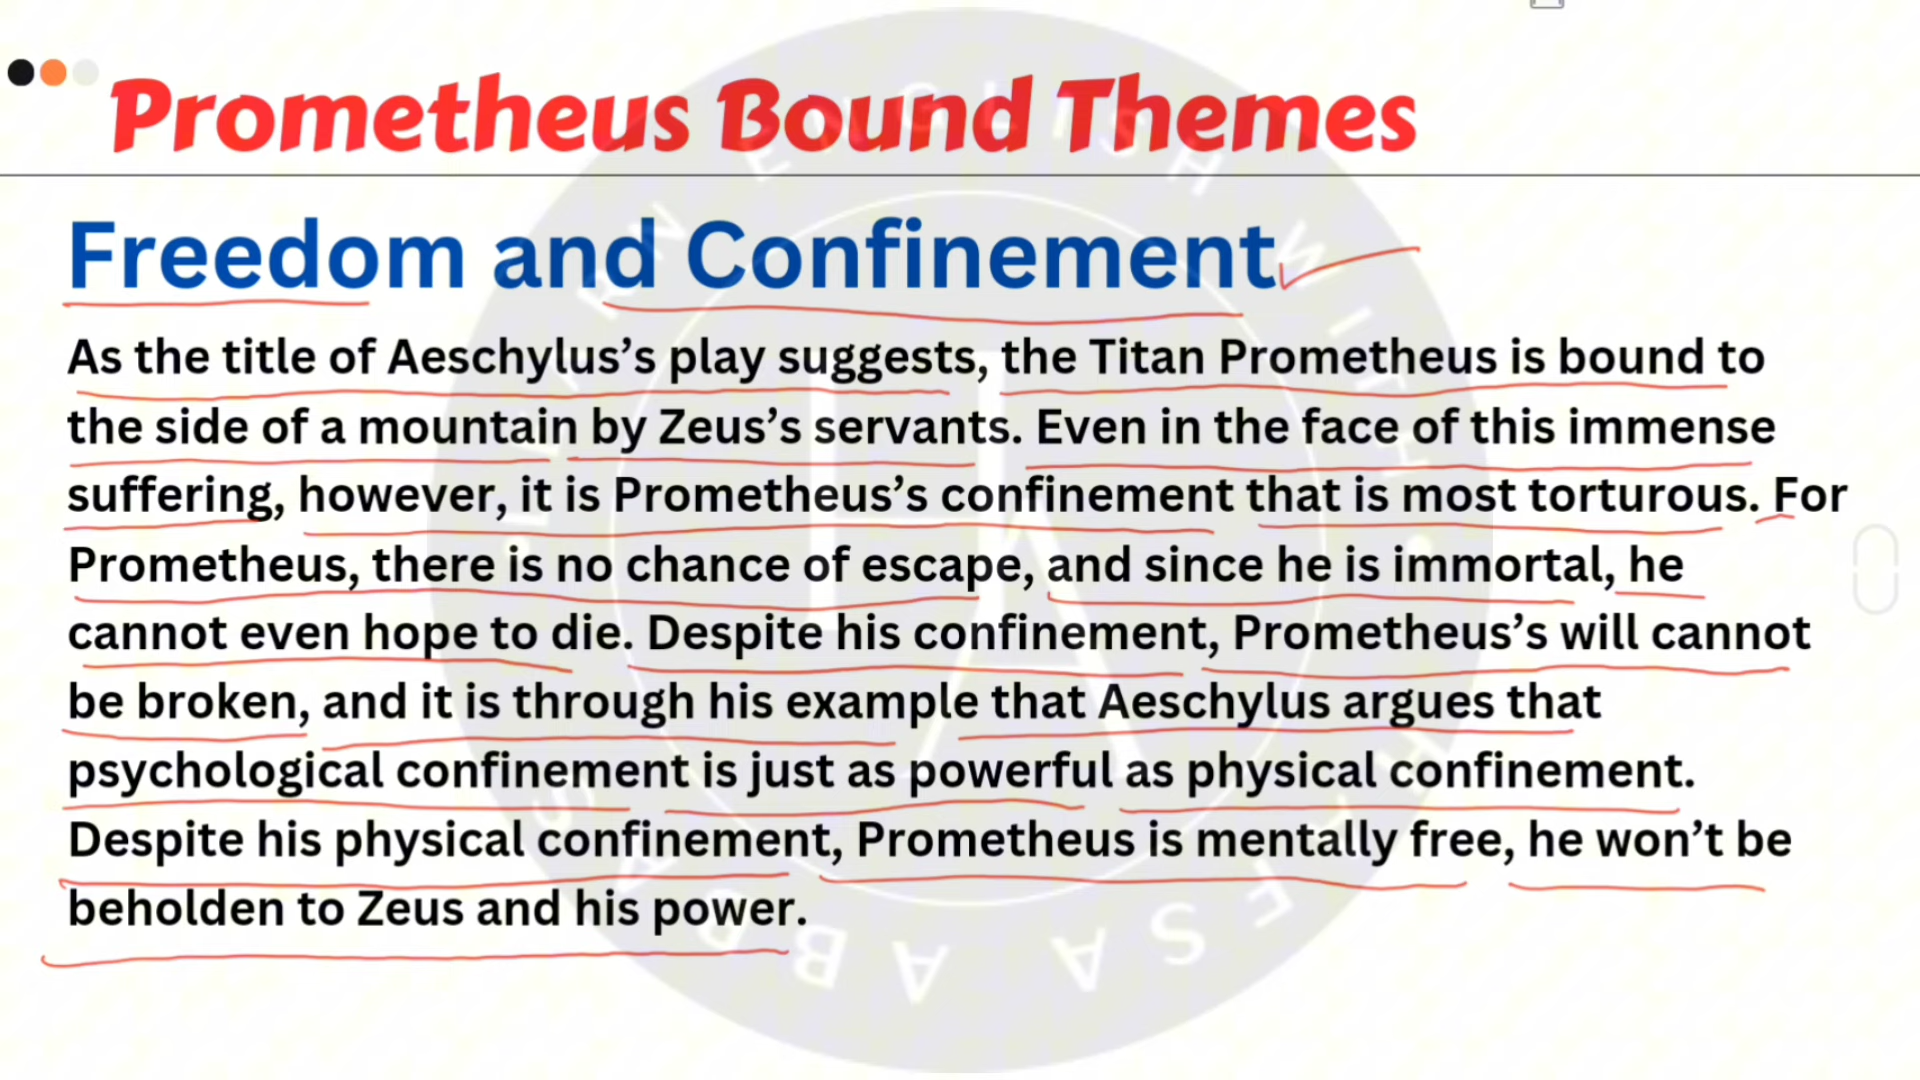 Prometheus Bound Themes
Freedom and Confinement
As the title of Aeschylus’s play suggests, the Titan Prometheus is bound to
the side of a mountain by Zeus’s servants. Even in the face of this immense
suffering, however, it is Prometheus’s confinement that is most torturous. For
Prometheus, there is no chance of escape, and since he is immortal, he
cannot even hope to die. Despite his confinement, Prometheus’s will cannot
be broken, and it is through his example that Aeschylus argues that
psychological confinement is just as powerful as physical confinement.
Despite his physical confinement, Prometheus is mentally free, he won’t be
beholden to Zeus and his power.